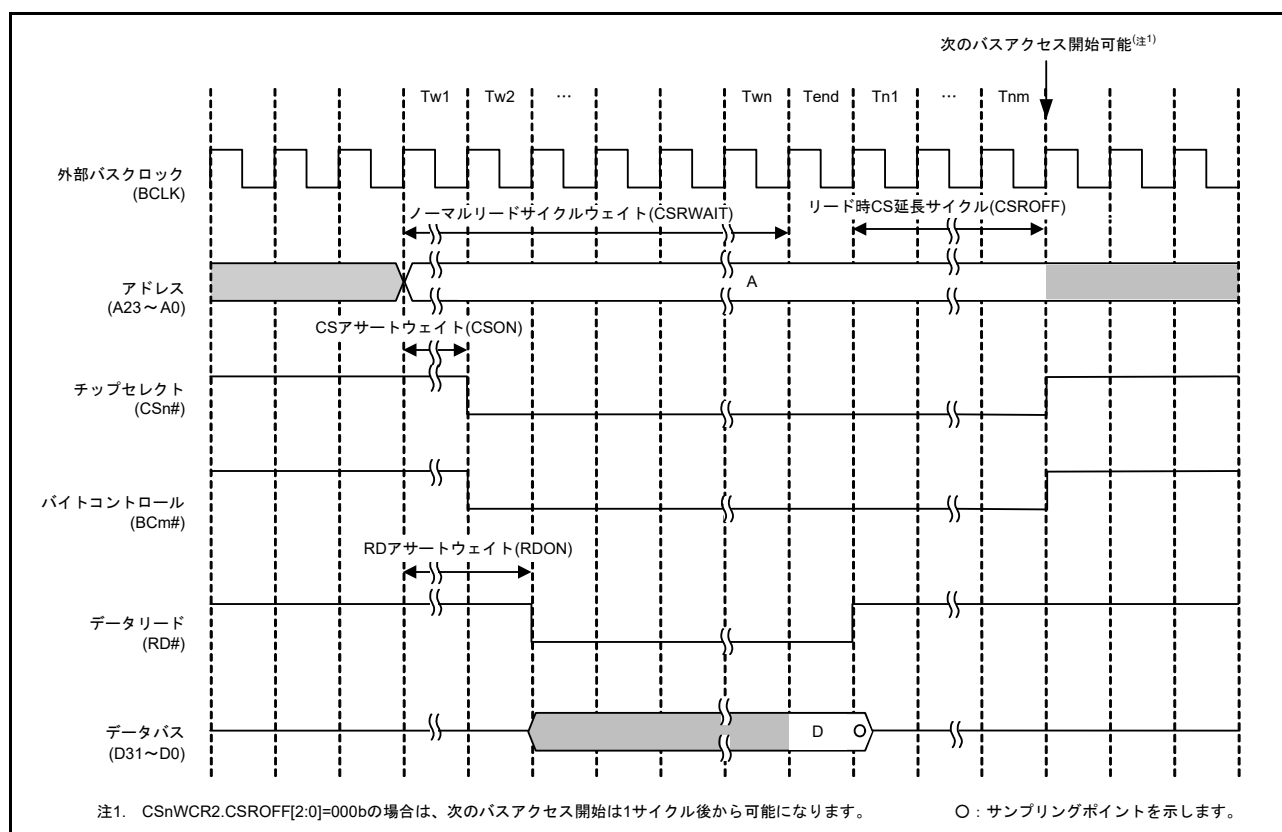 次のバスアクセス開始可能(注1)
Tw1 Tw2 … Twn Tend Tn1 … Tnm
外部バスクロック
(BCLK)
ノーマルリードサイクルウェイト(CSRWAIT)
リード時CS延長サイクル(CSROFF)
アドレス
(A23～A0)
A
CSアサートウェイト(CSON)
チップセレクト
(CSn#)
バイトコントロール
(BCm#)
RDアサートウェイト(RDON)
データリード
(RD#)
データバス
(D31～D0)
D
注1. CSnWCR2.CSROFF[2:0]=000bの場合は、次のバスアクセス開始は1サイクル後から可能になります。
O：サンプリングポイントを示します。